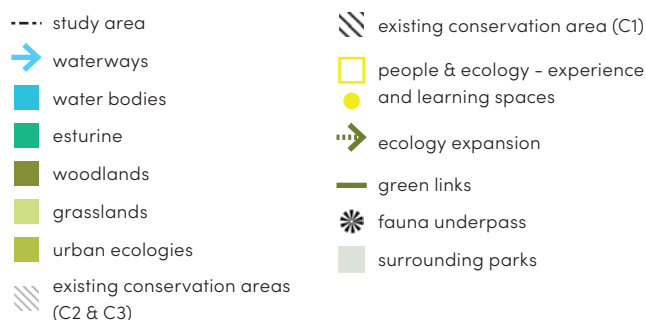 study area
waterways
water bodies
esturine
woodlands
grasslands
urban ecologies
existing conservation areas
(C2 & C3)
existing conservation area (C1)
people & ecology - experience
and learning spaces
ecology expansion
green links
fauna underpass
surrounding parks